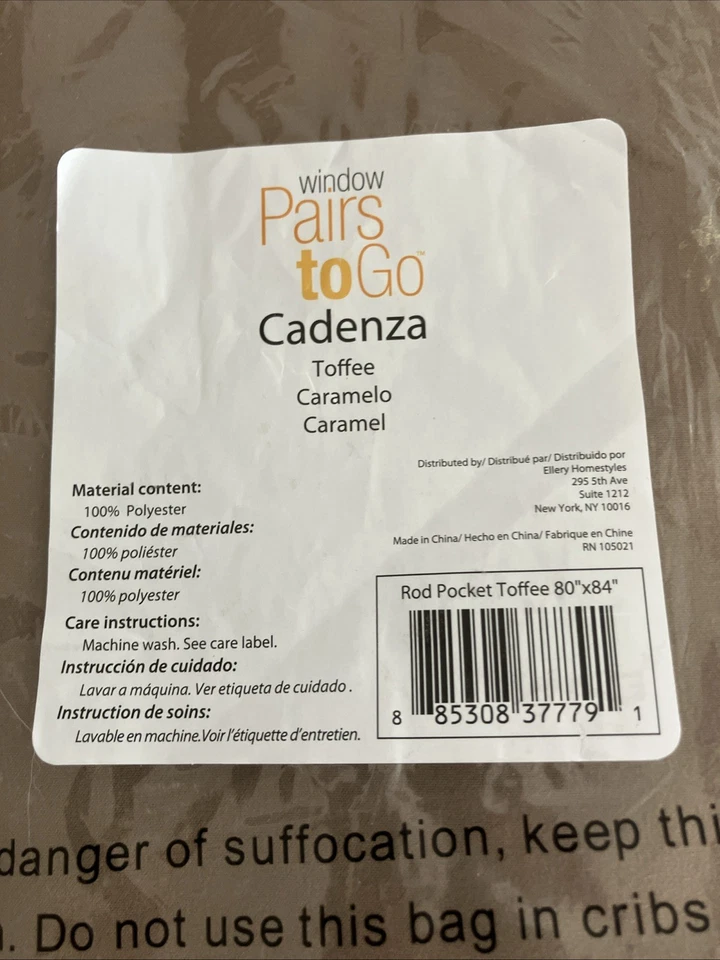 window
Pairs
to Go™
Cadenza
Toffee
Caramelo
Caramel
Distributed by/ Distribué par/ Distribuido por
Ellery Homestyles
295 5th Ave
Suite 1212
New York, NY 10016
Made in China/ Hecho en China/ Fabrique en Chine
RN 105021
Material content:
100% Polyester
Contenido de materiales:
100% poliéster
Contenu matériel:
100% polyester
Care instructions:
Machine wash. See care label.
Instrucción de cuidado:
Lavar a máquina. Ver etiqueta de cuidado.
Instruction de soins:
Lavable en machine.Voir l'étiquette d'entretien.
Rod Pocket Toffee 80"x84"
8 85308 37779 1
danger of suffocation, keep thi
. Do not use this bag in cribs